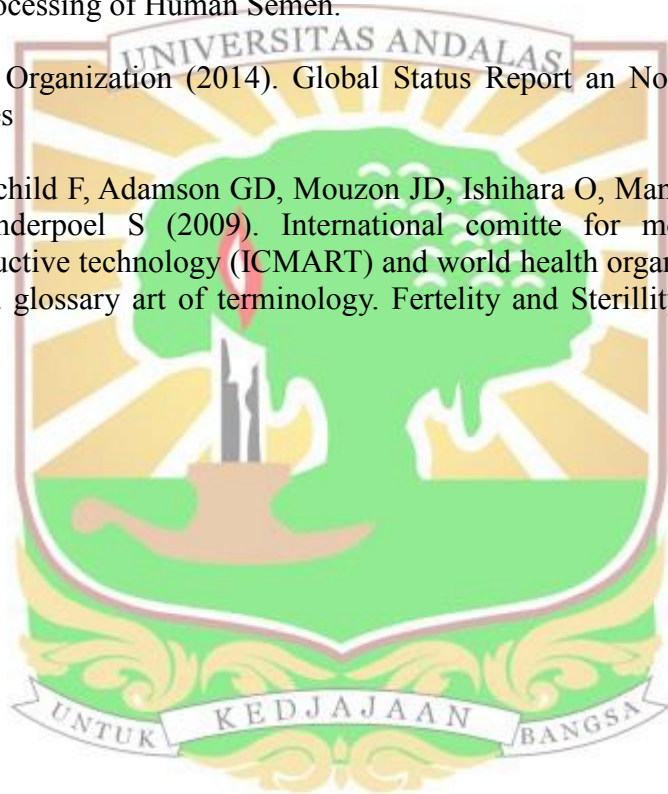 ocessing of Human Semen.
UNIVERSITAS ANDALAS
Organization (2014). Global Status Report an No
es
child F, Adamson GD, Mouzon JD, Ishihara O, Man
nderpoel S (2009). International comitte for m
uctive technology (ICMART) and world health organ
glossary art of terminology. Fertelity and Sterillit
UNTUK KEDJAJAAN BANGSA